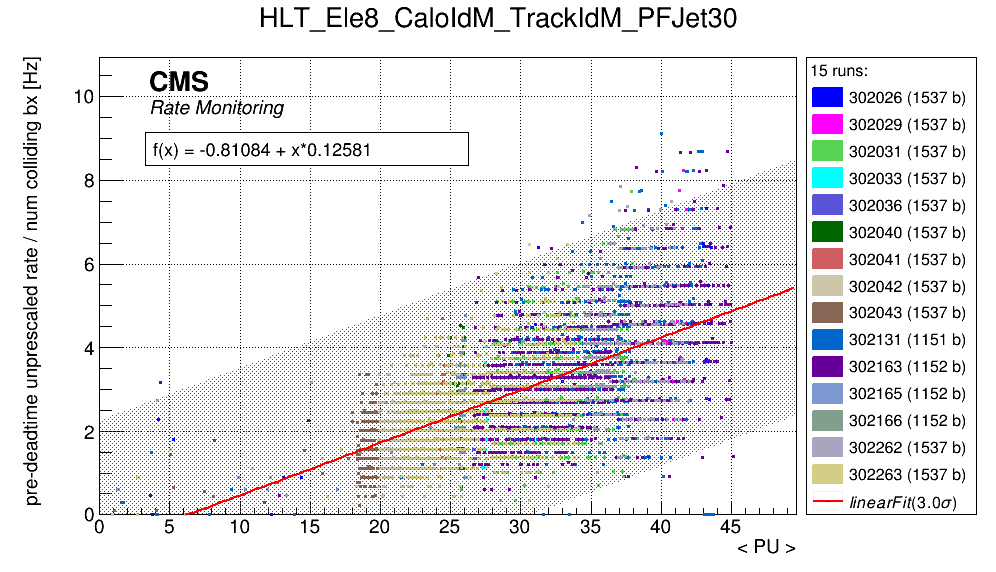 HLT_Ele8_CaloIdM_TrackIdM_PFJet30
pre-deadtime unprescaled rate / num colliding bx [Hz]
CMS
Rate Monitoring
f(x) = -0.81084 + x*0.12581
10
8
6
4
2
0
0 5 10 15 20 25 30 35 40 45
< PU >
15 runs:
302026 (1537 b)
302029 (1537 b)
302031 (1537 b)
302033 (1537 b)
302036 (1537 b)
302040 (1537 b)
302041 (1537 b)
302042 (1537 b)
302043 (1537 b)
302131 (1151 b)
302163 (1152 b)
302165 (1152 b)
302166 (1152 b)
302262 (1537 b)
302263 (1537 b)
linearFit(3.0σ)